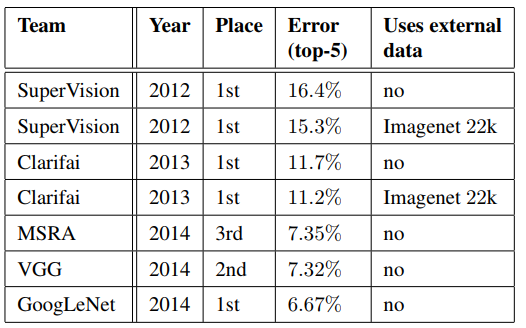 Team Year Place Error Uses external
(top-5) data
SuperVision 2012 1st 16.4% no
SuperVision 2012 1st 15.3% Imagenet 22k
Clarifai 2013 1st 11.7% no
Clarifai 2013 1st 11.2% Imagenet 22k
MSRA 2014 3rd 7.35% no
VGG 2014 2nd 7.32% no
GoogLeNet 2014 1st 6.67% no